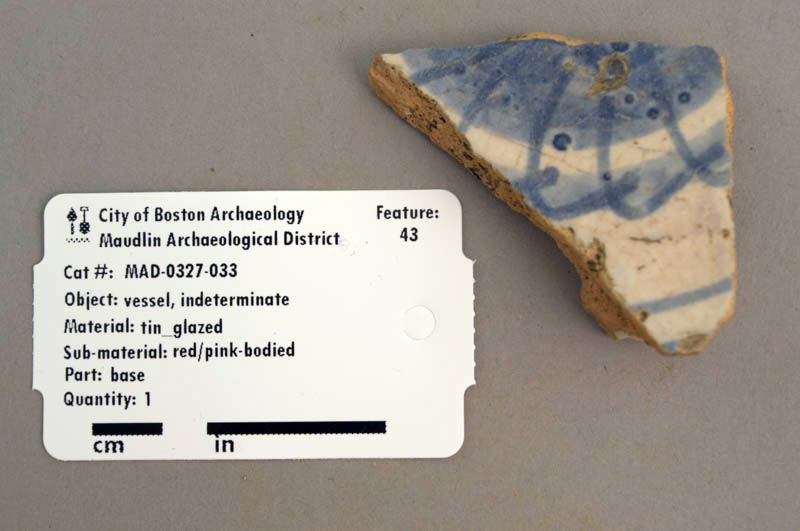 City of Boston Archaeology
Maudlin Archaeological District
Feature:
43
Cat #: MAD-0327-033
Object: vessel, indeterminate
Material: tin_glazed
Sub-material: red/pink-bodied
Part: base
Quantity: 1
cm in